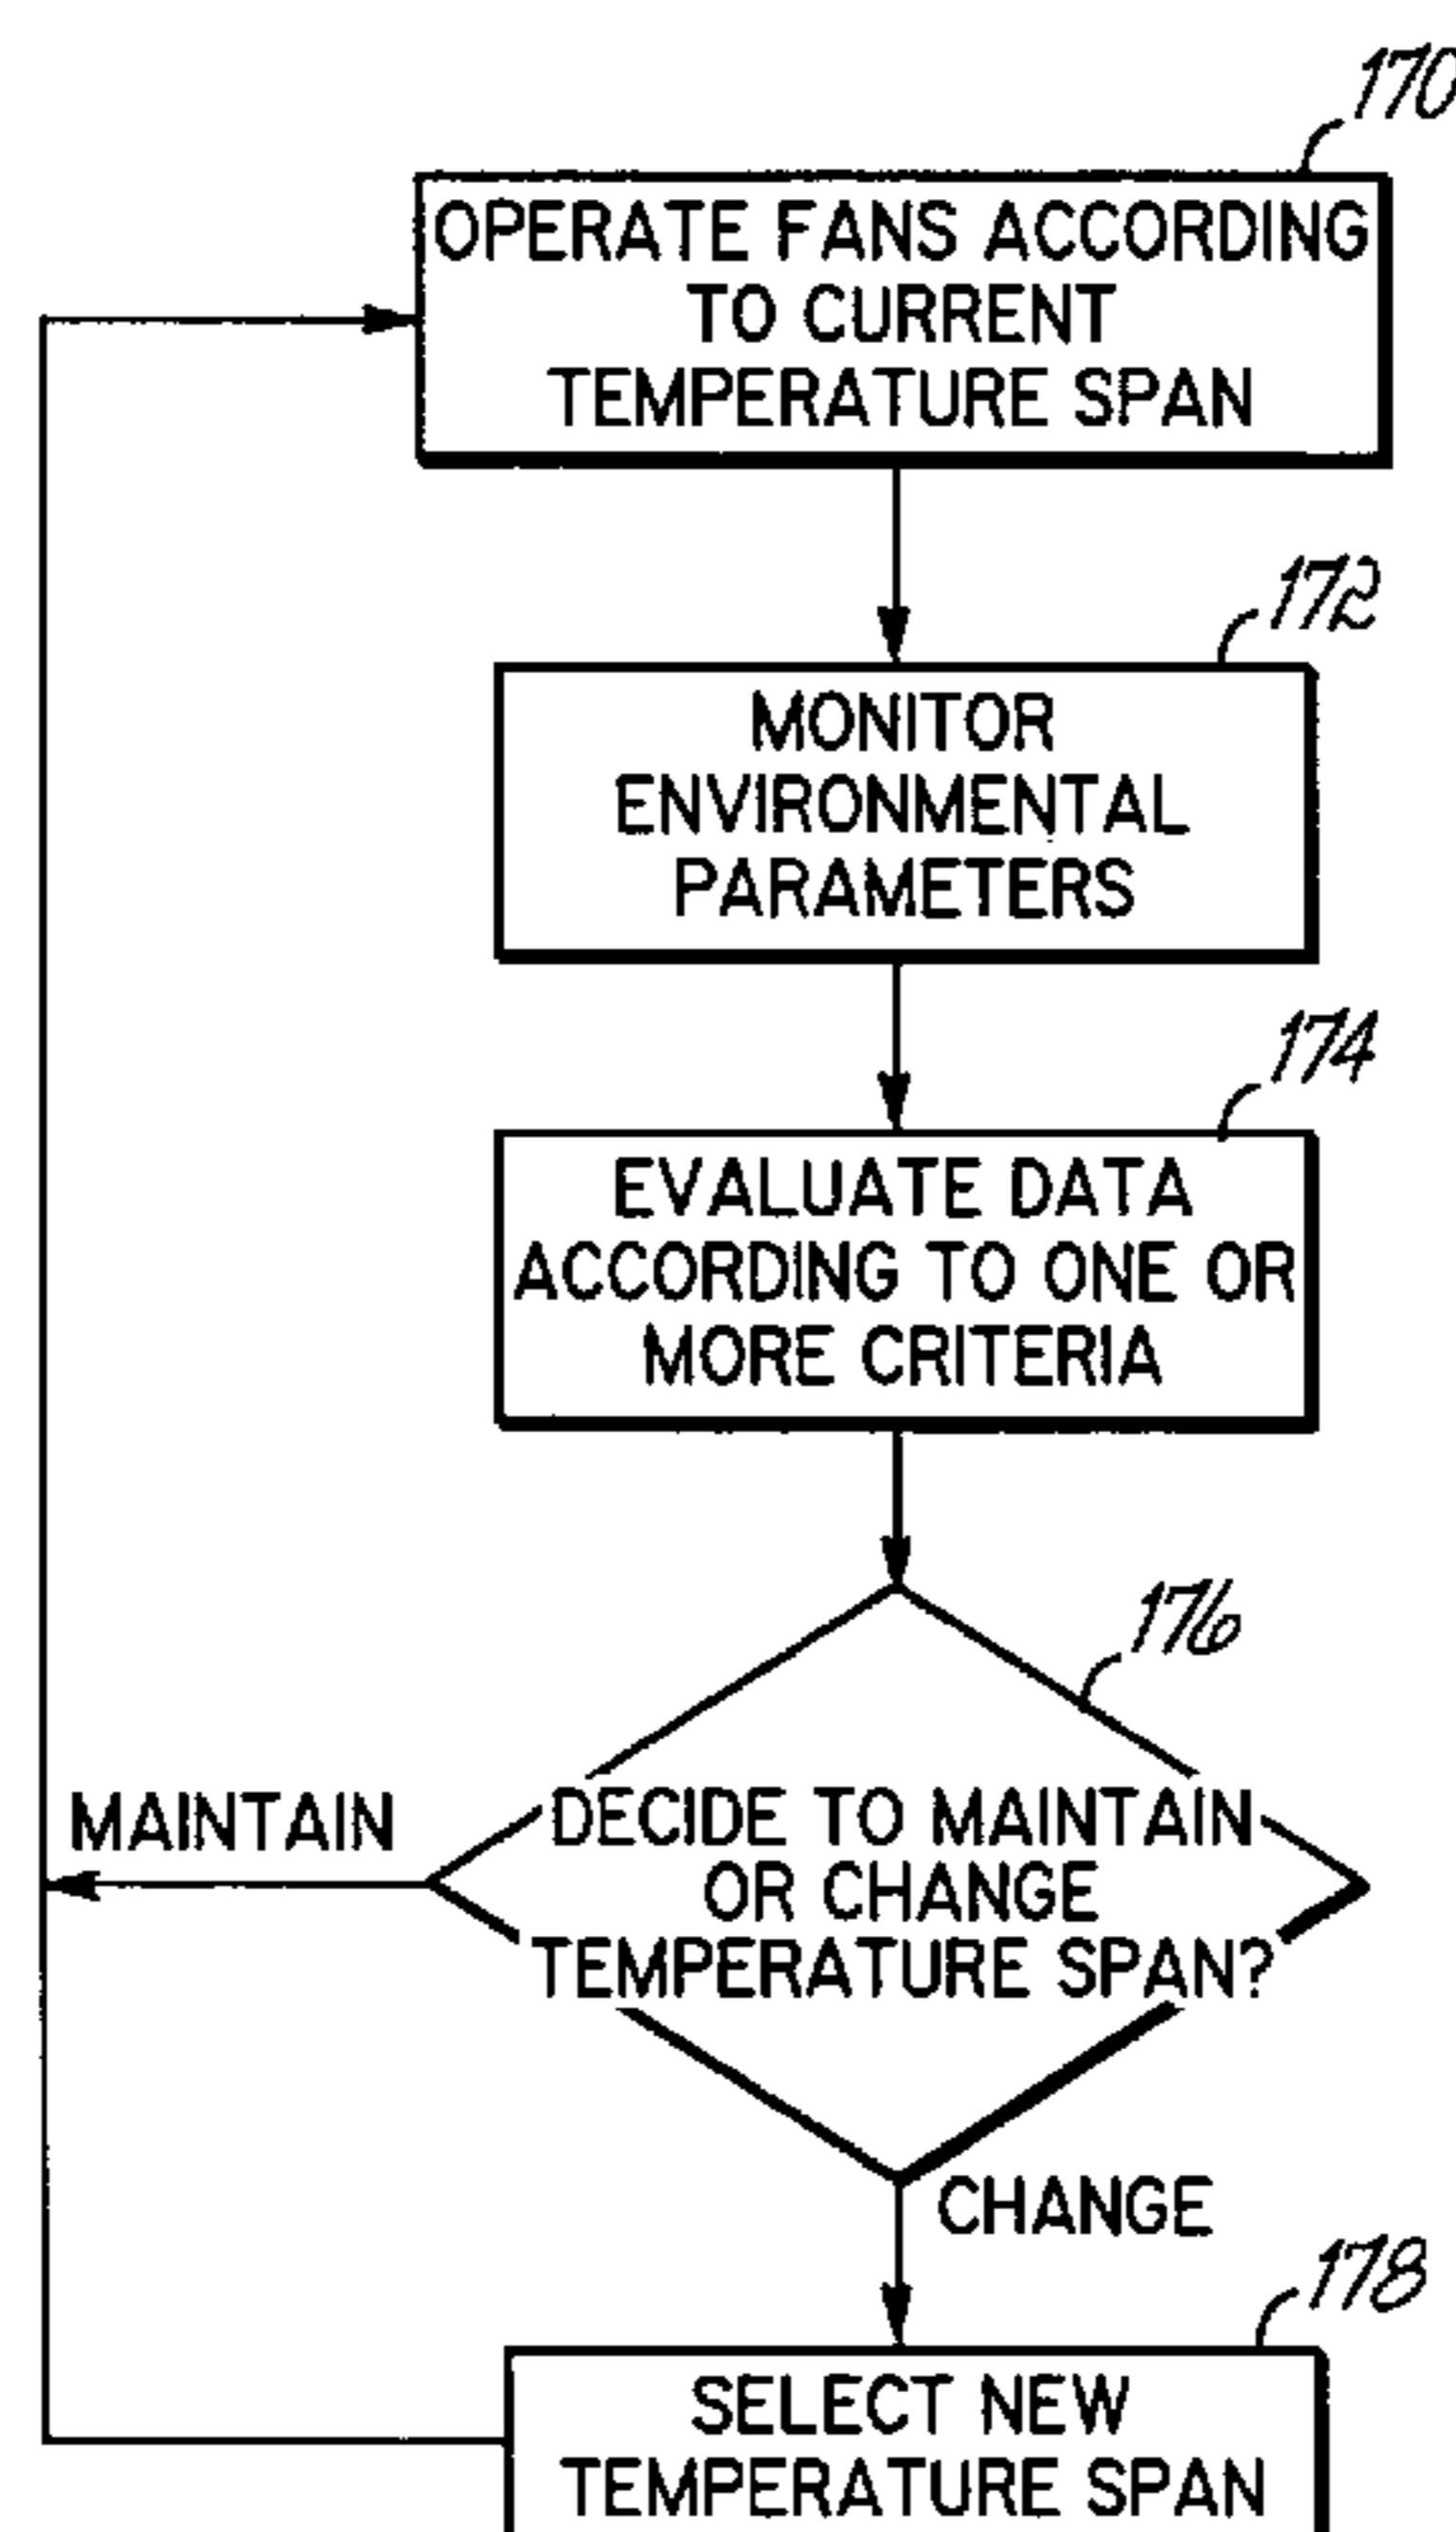 170
OPERATE FANS ACCORDING
TO CURRENT
TEMPERATURE SPAN
172
MONITOR
ENVIRONMENTAL
PARAMETERS
174
EVALUATE DATA
ACCORDING TO ONE OR
MORE CRITERIA
176
MAINTAIN
DECIDE TO MAINTAIN
OR CHANGE
TEMPERATURE SPAN?
CHANGE
178
SELECT NEW
TEMPERATURE SPAN